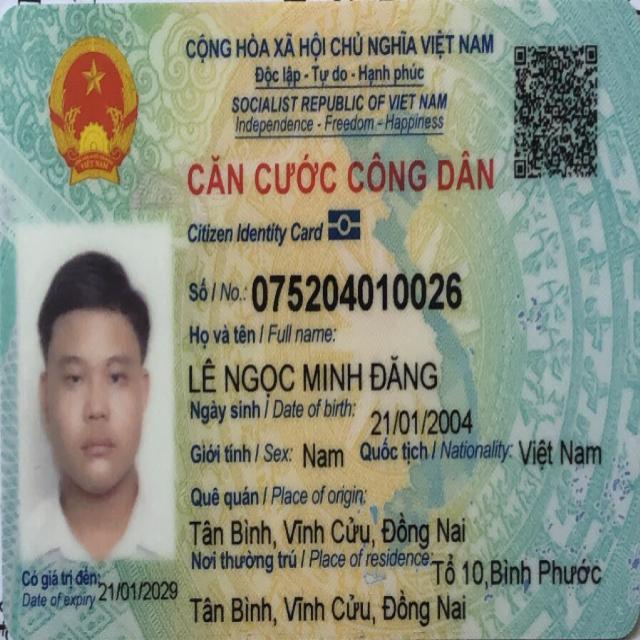 CỘNG HÒA XÃ HỘI CHỦ NGHĨA VIỆT NAM
Độc lập - Tự do - Hạnh phúc
SOCIALIST REPUBLIC OF VIET NAM
Independence - Freedom - Happiness
CĂN CƯỚC CÔNG DÂN
Citizen Identity Card
Số / No.: 075204010026
Họ và tên / Full name:
LÊ NGỌC MINH ĐĂNG
Ngày sinh / Date of birth: 21/01/2004
Giới tính / Sex: Nam Quốc tịch / Nationality: Việt Nam
Quê quán / Place of origin:
Tân Bình, Vĩnh Cửu, Đồng Nai
Nơi thường trú / Place of residence: Tổ 10,Bình Phước
Tân Bình, Vĩnh Cửu, Đồng Nai
Có giá trị đến: 21/01/2029
Date of expiry